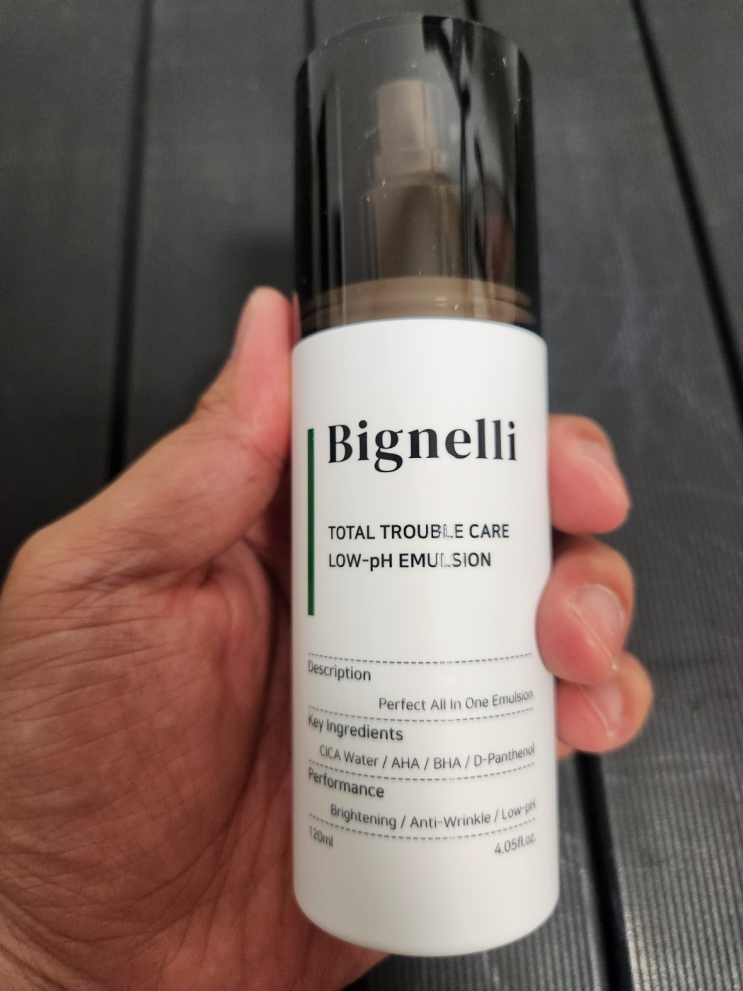 Bignelli
TOTAL TROUBLE CARE
LOW-pH EMULSION
Description
Perfect All In One Emulsion
Key Ingredients
CICA Water / AHA / BHA / D-Panthenol
Performance
Brightening / Anti-Wrinkle / Low-pH
120ml 4.05fl.oz.